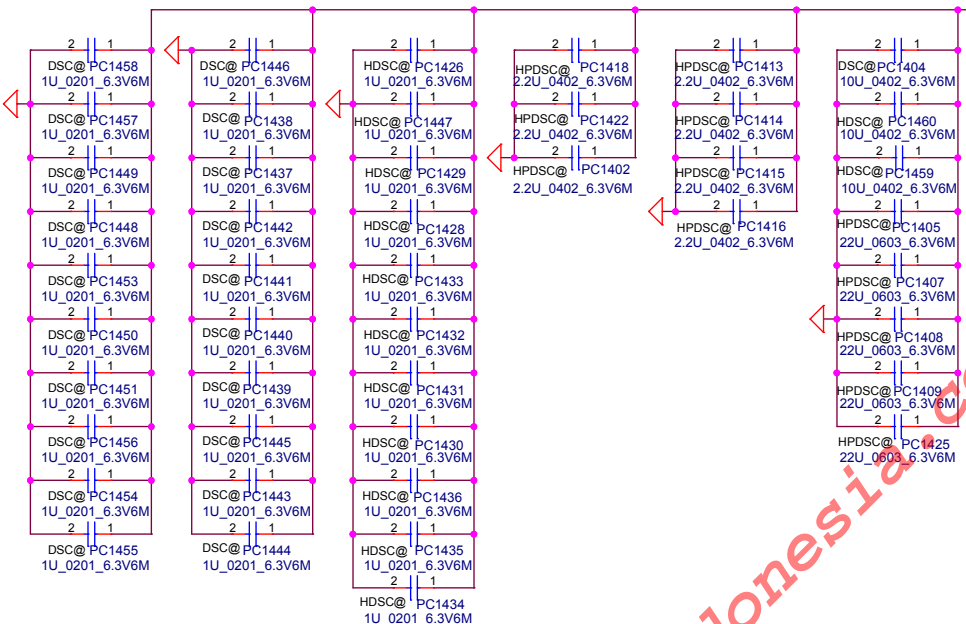 2 1
DSC@ PC1458
1U_0201_6.3V6M
2 1
DSC@ PC1457
1U_0201_6.3V6M
2 1
DSC@ PC1449
1U_0201_6.3V6M
2 1
DSC@ PC1448
1U_0201_6.3V6M
2 1
DSC@ PC1453
1U_0201_6.3V6M
2 1
DSC@ PC1450
1U_0201_6.3V6M
2 1
DSC@ PC1451
1U_0201_6.3V6M
2 1
DSC@ PC1456
1U_0201_6.3V6M
2 1
DSC@ PC1454
1U_0201_6.3V6M
2 1
DSC@ PC1455
1U_0201_6.3V6M
2 1
DSC@ PC1446
1U_0201_6.3V6M
2 1
DSC@ PC1438
1U_0201_6.3V6M
2 1
DSC@ PC1437
1U_0201_6.3V6M
2 1
DSC@ PC1442
1U_0201_6.3V6M
2 1
DSC@ PC1441
1U_0201_6.3V6M
2 1
DSC@ PC1440
1U_0201_6.3V6M
2 1
DSC@ PC1439
1U_0201_6.3V6M
2 1
DSC@ PC1445
1U_0201_6.3V6M
2 1
DSC@ PC1443
1U_0201_6.3V6M
2 1
DSC@ PC1444
1U_0201_6.3V6M
2 1
HDSC@ PC1426
1U_0201_6.3V6M
2 1
HDSC@ PC1447
1U_0201_6.3V6M
2 1
HDSC@ PC1429
1U_0201_6.3V6M
2 1
HDSC@ PC1428
1U_0201_6.3V6M
2 1
HDSC@ PC1433
1U_0201_6.3V6M
2 1
HDSC@ PC1432
1U_0201_6.3V6M
2 1
HDSC@ PC1431
1U_0201_6.3V6M
2 1
HDSC@ PC1430
1U_0201_6.3V6M
2 1
HDSC@ PC1436
1U_0201_6.3V6M
2 1
HDSC@ PC1435
1U_0201_6.3V6M
2 1
HDSC@ PC1434
1U_0201_6.3V6M
2 1
HPDSC@ PC1418
2.2U_0402_6.3V6M
2 1
HPDSC@ PC1422
2.2U_0402_6.3V6M
2 1
HPDSC@ PC1402
2.2U_0402_6.3V6M
2 1
HPDSC@ PC1413
2.2U_0402_6.3V6M
2 1
HPDSC@ PC1414
2.2U_0402_6.3V6M
2 1
HPDSC@ PC1415
2.2U_0402_6.3V6M
2 1
HPDSC@ PC1416
2.2U_0402_6.3V6M
2 1
DSC@ PC1404
10U_0402_6.3V6M
2 1
HDSC@ PC1460
10U_0402_6.3V6M
2 1
HDSC@ PC1459
10U_0402_6.3V6M
2 1
HPDSC@ PC1405
22U_0603_6.3V6M
2 1
HPDSC@ PC1407
22U_0603_6.3V6M
2 1
HPDSC@ PC1408
22U_0603_6.3V6M
2 1
HPDSC@ PC1409
22U_0603_6.3V6M
2 1
HPDSC@ PC1425
22U_0603_6.3V6M